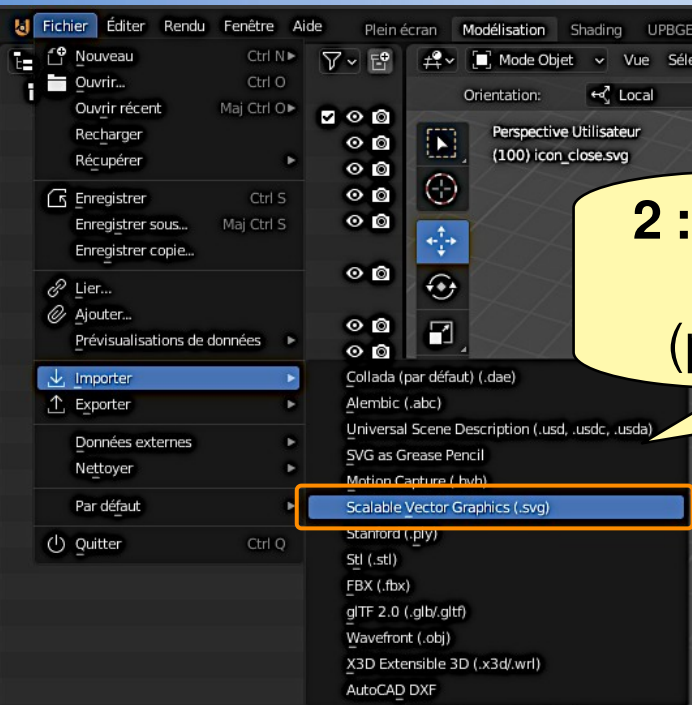 Fichier Éditer Rendu Fenêtre Aide Plein écran Modélisation Shading UPBGE
Nouveau Ctrl N
Ouvrir... Ctrl O
Ouvrir récent Maj Ctrl O
Recharger
Récupérer
Enregistrer Ctrl S
Enregistrer sous... Maj Ctrl S
Enregistrer copie...
Lier...
Ajouter...
Prévisualisations de données
Importer
Exporter
Données externes
Nettoyer
Par défaut
Quitter Ctrl Q
Mode Objet Vue Séle
Orientation: Local
Perspective Utilisateur
(100) icon_close.svg
2 :
(p
Collada (par défaut) (.dae)
Alembic (.abc)
Universal Scene Description (.usd, .usdc, .usda)
SVG as Grease Pencil
Motion Capture (.bvh)
Scalable Vector Graphics (.svg)
Stanford (.ply)
Stl (.stl)
FBX (.fbx)
glTF 2.0 (.glb/.gltf)
Wavefront (.obj)
X3D Extensible 3D (.x3d/.wrl)
AutoCAD DXF